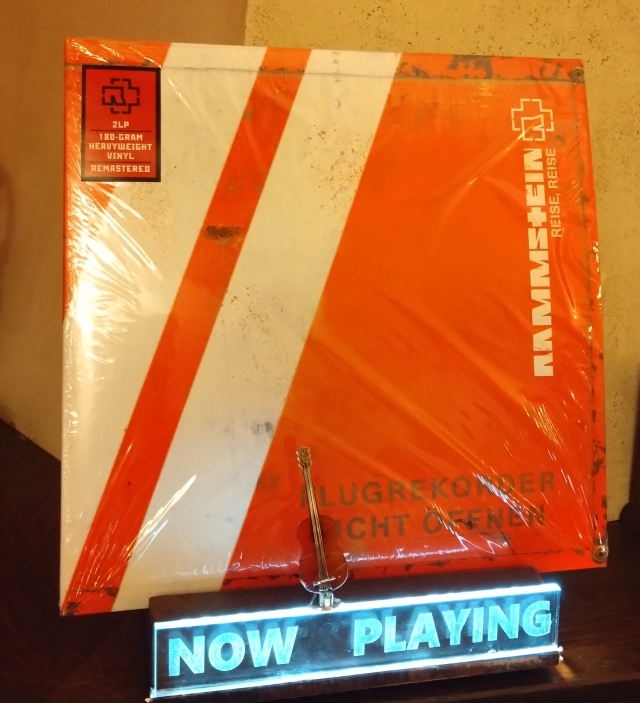 2LP
180-GRAM
HEAVYWEIGHT
VINYL
REMASTERED
RAMMSTEIN
REISE, REISE
FLUGREKORDER
NICHT ÖFFNEN
NOW PLAYING